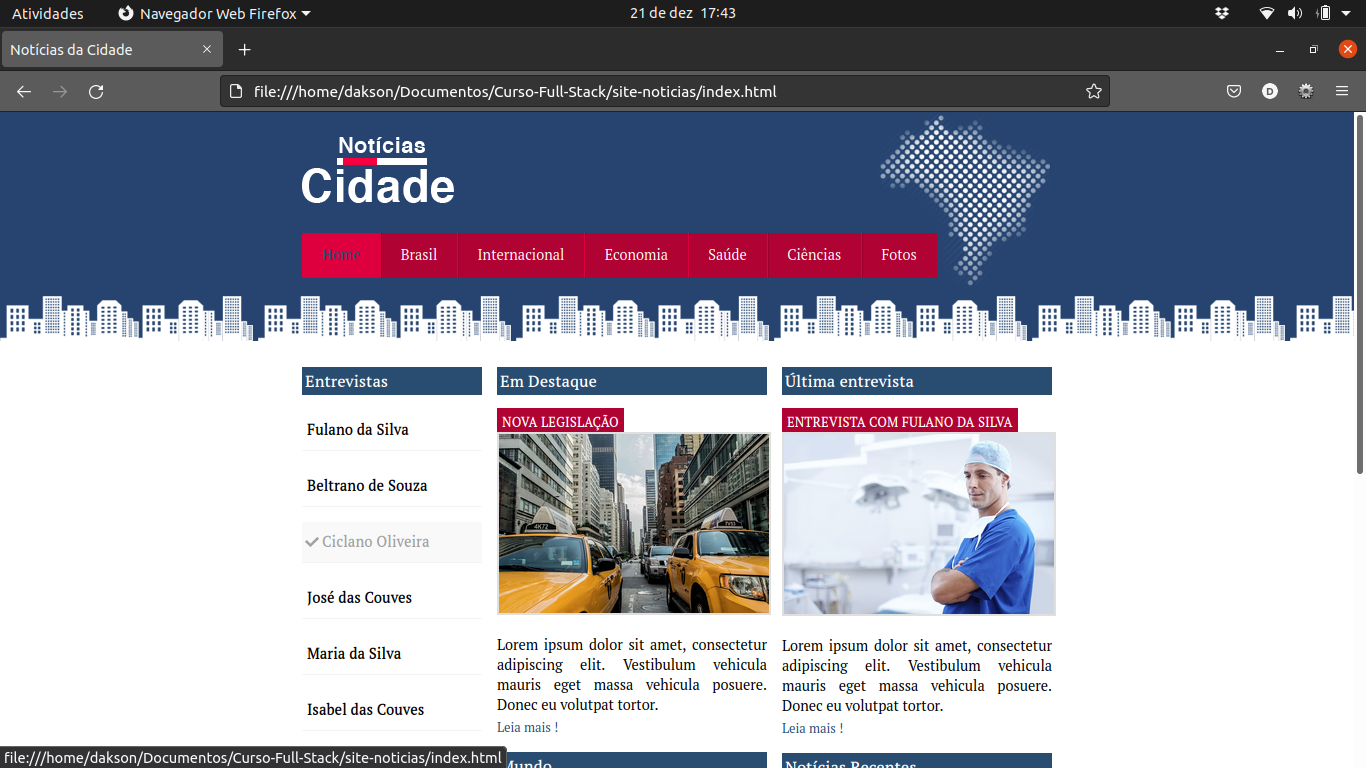 Atividades
Navegador Web Firefox
21 de dez 17:43
Notícias da Cidade
file:///home/dakson/Documentos/Curso-Full-Stack/site-noticias/index.html
D
Notícias
Cidade
Home
Brasil
Internacional
Economia
Saúde
Ciências
Fotos
Entrevistas
Fulano da Silva
Beltrano de Souza
Ciclano Oliveira
José das Couves
Maria da Silva
Isabel das Couves
Em Destaque
NOVA LEGISLAÇÃO
4K72
Lorem ipsum dolor sit amet, consectetur
adipiscing elit. Vestibulum vehicula
mauris eget massa vehicula posuere.
Donec eu volutpat tortor.
Leia mais !
Mundo
Última entrevista
ENTREVISTA COM FULANO DA SILVA
Lorem ipsum dolor sit amet, consectetur
adipiscing elit. Vestibulum vehicula
mauris eget massa vehicula posuere.
Donec eu volutpat tortor.
Leia mais !
Notícias Recentes
file:///home/dakson/Documentos/Curso-Full-Stack/site-noticias/index.html